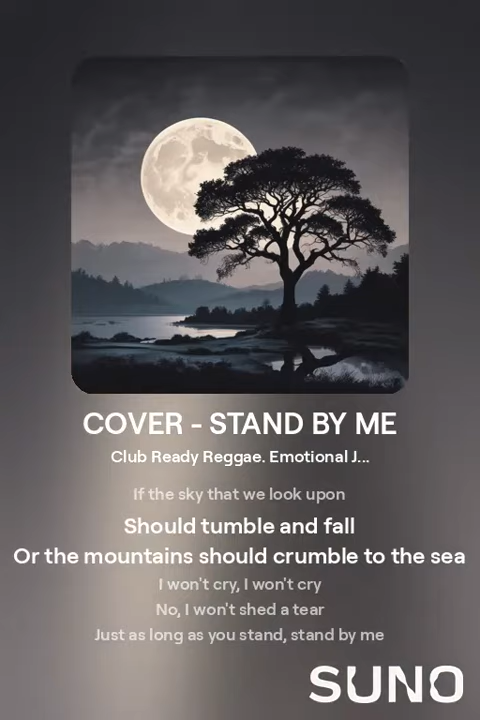 COVER - STAND BY ME
Club Ready Reggae. Emotional J...
If the sky that we look upon
Should tumble and fall
Or the mountains should crumble to the sea
I won't cry, I won't cry
No, I won't shed a tear
Just as long as you stand, stand by me
SUNO